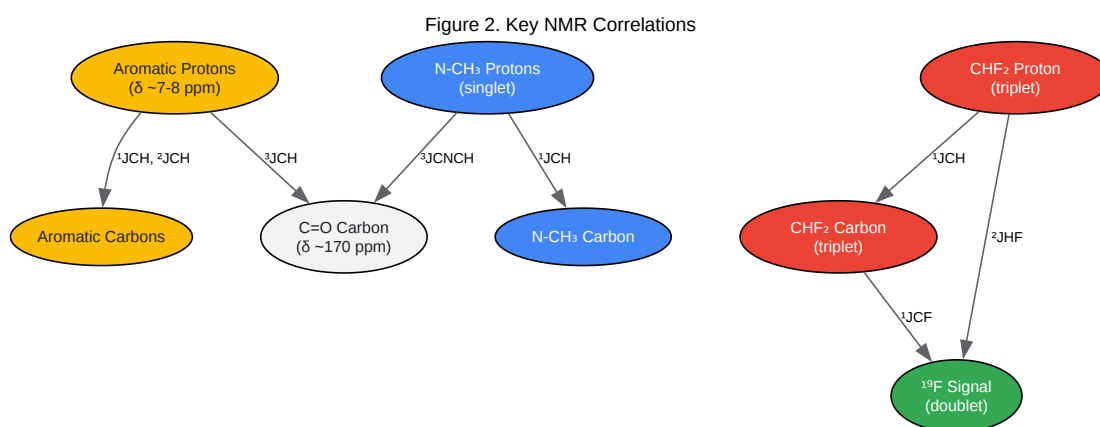 Figure 2. Key NMR Correlations
Aromatic Protons
(δ ~7-8 ppm)
N-CH₃ Protons
(singlet)
CHF₂ Proton
(triplet)
¹JCH, ²JCH
³JCH
³JCNCH
¹JCH
¹JCH
Aromatic Carbons
C=O Carbon
(δ ~170 ppm)
N-CH₃ Carbon
CHF₂ Carbon
(triplet)
²JHF
¹JCF
¹⁹F Signal
(doublet)